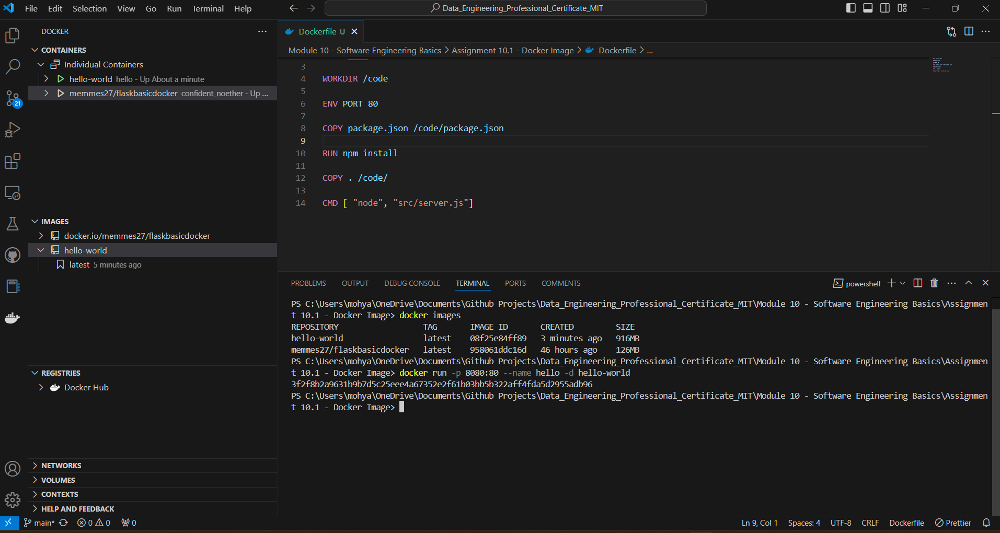 File Edit Selection View Go Run Terminal Help
Data_Engineering_Professional_Certificate_MIT
DOCKER
CONTAINERS
Individual Containers
hello-world hello - Up About a minute
memmes27/flaskbasicdocker confident_noether - Up ...
21
IMAGES
docker.io/memmes27/flaskbasicdocker
hello-world
latest 5 minutes ago
REGISTRIES
Docker Hub
NETWORKS
VOLUMES
CONTEXTS
HELP AND FEEDBACK
Dockerfile U
Module 10 - Software Engineering Basics > Assignment 10.1 - Docker Image > Dockerfile > ...
3
4 WORKDIR /code
5
6 ENV PORT 80
7
8 COPY package.json /code/package.json
9
10 RUN npm install
11
12 COPY . /code/
13
14 CMD [ "node", "src/server.js"]
PROBLEMS OUTPUT DEBUG CONSOLE TERMINAL PORTS COMMENTS
powershell
PS C:\Users\mohya\OneDrive\Documents\Github Projects\Data_Engineering_Professional_Certificate_MIT\Module 10 - Software Engineering Basics\Assignmen
t 10.1 - Docker Image> docker images
REPOSITORY TAG IMAGE ID CREATED SIZE
hello-world latest 08f25e84ff89 3 minutes ago 916MB
memmes27/flaskbasicdocker latest 958061ddc16d 46 hours ago 126MB
PS C:\Users\mohya\OneDrive\Documents\Github Projects\Data_Engineering_Professional_Certificate_MIT\Module 10 - Software Engineering Basics\Assignmen
t 10.1 - Docker Image> docker run -p 8080:80 --name hello -d hello-world
3f2f8b2a9631b9b7d5c25eee4a67352e2f61b03bb5b322aff4fda5d2955adb96
PS C:\Users\mohya\OneDrive\Documents\Github Projects\Data_Engineering_Professional_Certificate_MIT\Module 10 - Software Engineering Basics\Assignmen
t 10.1 - Docker Image>
main* 0 0 0
Ln 9, Col 1 Spaces: 4 UTF-8 CRLF Dockerfile Prettier